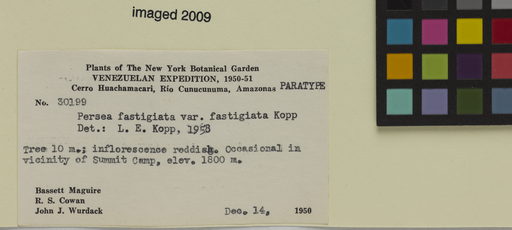 imaged 2009
Plants of The New York Botanical Garden
VENEZUELAN EXPEDITION, 1950-51
Cerro Huachamacari, Río Cunucunuma, Amazonas PARATYPE
No. 30199
Persea fastigiata var. fastigiata Kopp
Det.: L. E. Kopp, 1958
Tree 10 m.; inflorescence reddish. Occasional in
vicinity of Summit Camp, elev. 1800 m.
Bassett Maguire
R. S. Cowan
John J. Wurdack Dec. 14, 1950